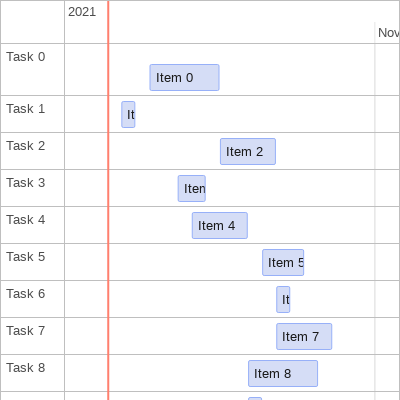 2021
Nov
Task 0
Item 0
Task 1
It
Task 2
Item 2
Task 3
Iten
Task 4
Item 4
Task 5
Item 5
Task 6
It
Task 7
Item 7
Task 8
Item 8